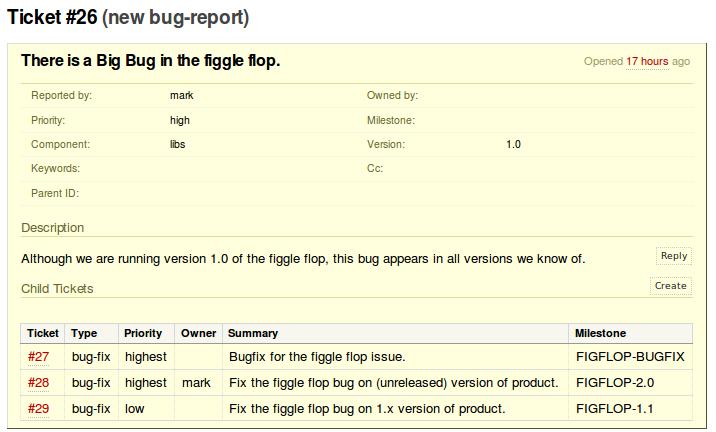 Ticket #26 (new bug-report)
There is a Big Bug in the figgle flop. Opened 17 hours ago
Reported by: mark Owned by:
Priority: high Milestone:
Component: libs Version: 1.0
Keywords: Cc:
Parent ID:
Description
Although we are running version 1.0 of the figgle flop, this bug appears in all versions we know of. Reply
Child Tickets Create
Ticket Type Priority Owner Summary Milestone
#27 bug-fix highest Bugfix for the figgle flop issue. FIGFLOP-BUGFIX
#28 bug-fix highest mark Fix the figgle flop bug on (unreleased) version of product. FIGFLOP-2.0
#29 bug-fix low Fix the figgle flop bug on 1.x version of product. FIGFLOP-1.1